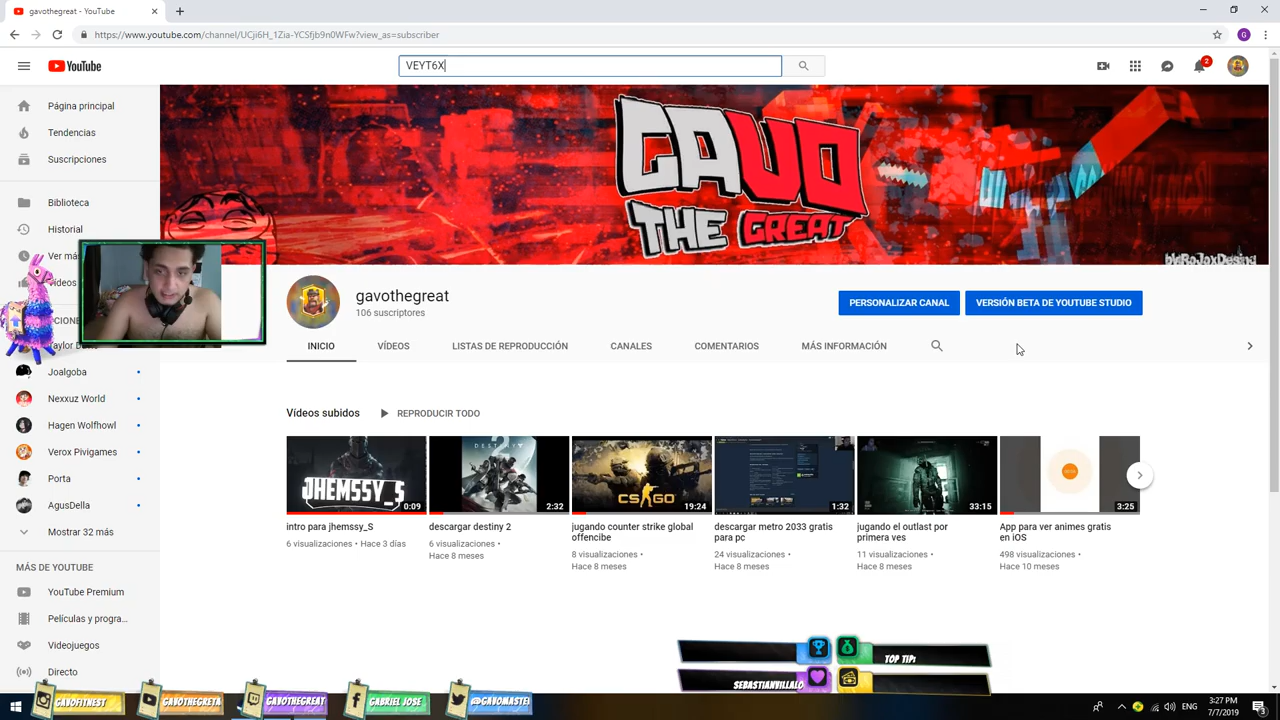 gavothegreat - YouTube
https://www.youtube.com/channel/UCji6H_1Zia-YCSfjb9n0WFw?view_as=subscriber
YouTube
VEYT6X
2
Página principal
Tendencias
Suscripciones
Biblioteca
Historial
Ver más
GAVO
THE GREAT
gavothegreat
106 suscriptores
PERSONALIZAR CANAL
VERSIÓN BETA DE YOUTUBE STUDIO
INICIO
VÍDEOS
LISTAS DE REPRODUCCIÓN
CANALES
COMENTARIOS
MÁS INFORMACIÓN
Joalgoba
Nexxuz World
Hagen Wolfhowl
Verox Pivigames
Porta
AgusDella
Mostrar 32 más
MÁS DE YOUTUBE
YouTube Premium
Películas y progra...
Videojuegos
Directo
Vídeos subidos
REPRODUCIR TODO
JHEMSSY_S
0:09
intro para jhemssy_S
6 visualizaciones • Hace 3 días
DESTINY
2:32
descargar destiny 2
6 visualizaciones •
Hace 8 meses
CS GO
19:24
jugando counter strike global
offencibe
8 visualizaciones •
Hace 8 meses
1:32
descargar metro 2033 gratis
para pc
24 visualizaciones •
Hace 8 meses
33:15
jugando el outlast por
primera ves
11 visualizaciones •
Hace 8 meses
3:25
App para ver animes gratis
en iOS
498 visualizaciones •
Hace 10 meses
TOP TIP:
SEBASTIANVILLALO
GAVOFITNEST
GAVOTHEGRETA
GAVOTHEGREAT
GABRIEL JOSE
@GAVOMASTE1
ENG
3:27 PM
7/7/2019
3